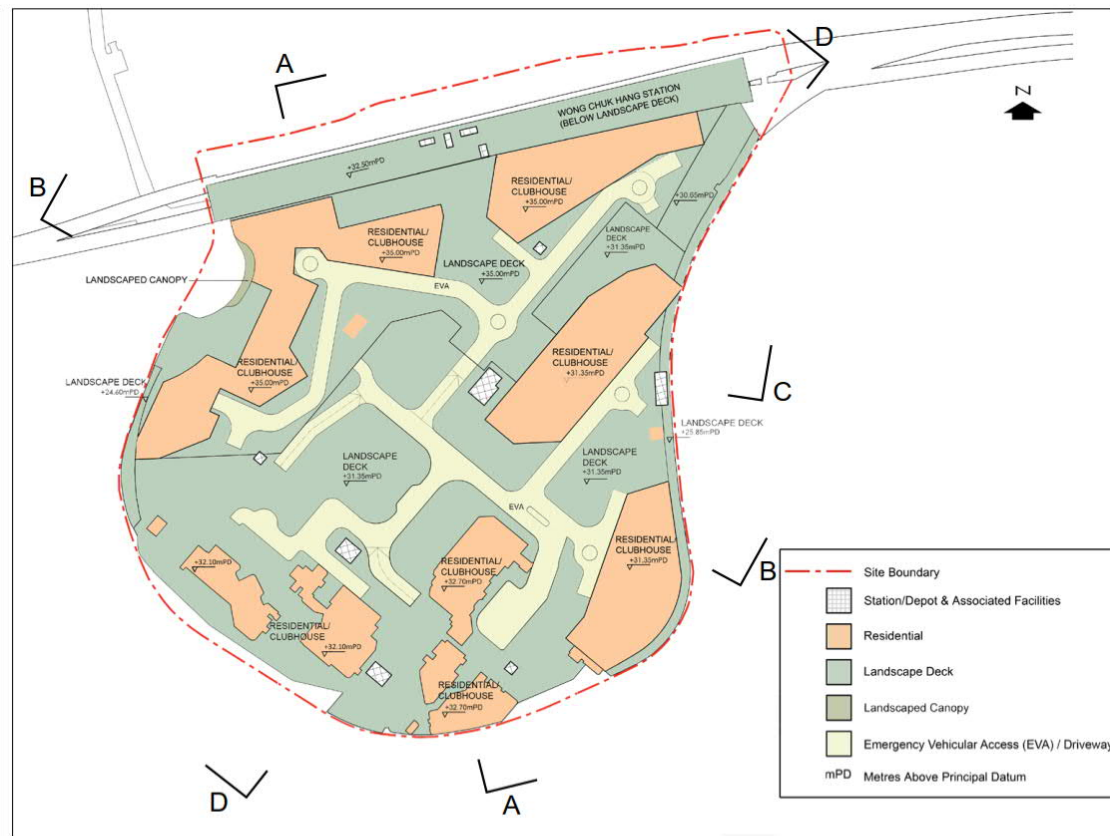 A
D
WONG CHUK HANG STATION
(BELOW LANDSCAPE DECK)
N
+32.50mPD
B
RESIDENTIAL/
CLUBHOUSE
+35.00mPD
+30.65mPD
RESIDENTIAL/
CLUBHOUSE
+35.00mPD
LANDSCAPE
DECK
+31.35mPD
LANDSCAPE DECK
+35.00mPD
LANDSCAPED CANOPY
EVA
RESIDENTIAL/
CLUBHOUSE
+35.00mPD
RESIDENTIAL/
CLUBHOUSE
+31.35mPD
LANDSCAPE DECK
+24.60mPD
C
LANDSCAPE DECK
+25.85mPD
LANDSCAPE
DECK
+31.35mPD
LANDSCAPE
DECK
+31.35mPD
EVA
RESIDENTIAL/
CLUBHOUSE
+31.35mPD
B
+32.10mPD
RESIDENTIAL/
CLUBHOUSE
+32.70mPD
RESIDENTIAL/
CLUBHOUSE
+32.10mPD
RESIDENTIAL/
CLUBHOUSE
+32.70mPD
D
A
Site Boundary
Station/Depot & Associated Facilities
Residential
Landscape Deck
Landscaped Canopy
Emergency Vehicular Access (EVA) / Driveway
mPD Metres Above Principal Datum